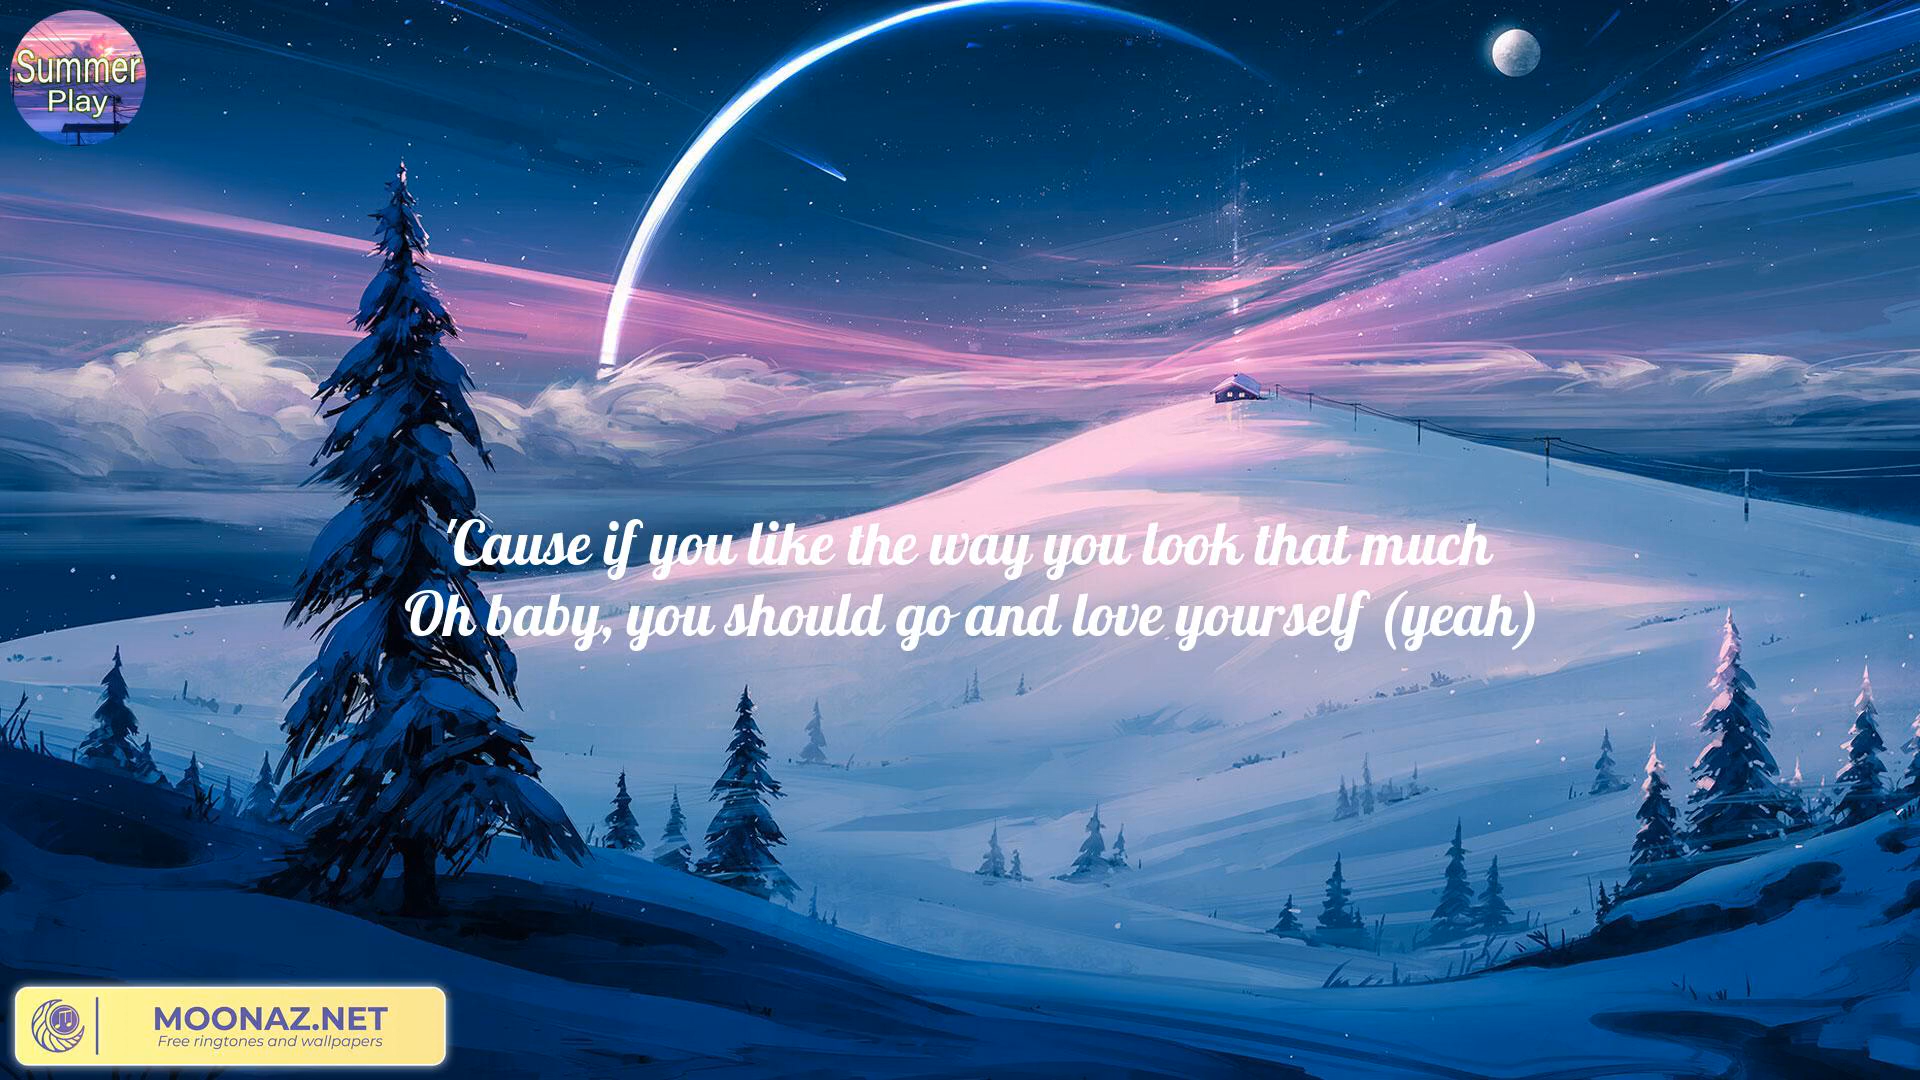 Summer
Play
'Cause if you like the way you look that much
Oh baby, you should go and love yourself (yeah)
MOONAZ.NET
Free ringtones and wallpapers